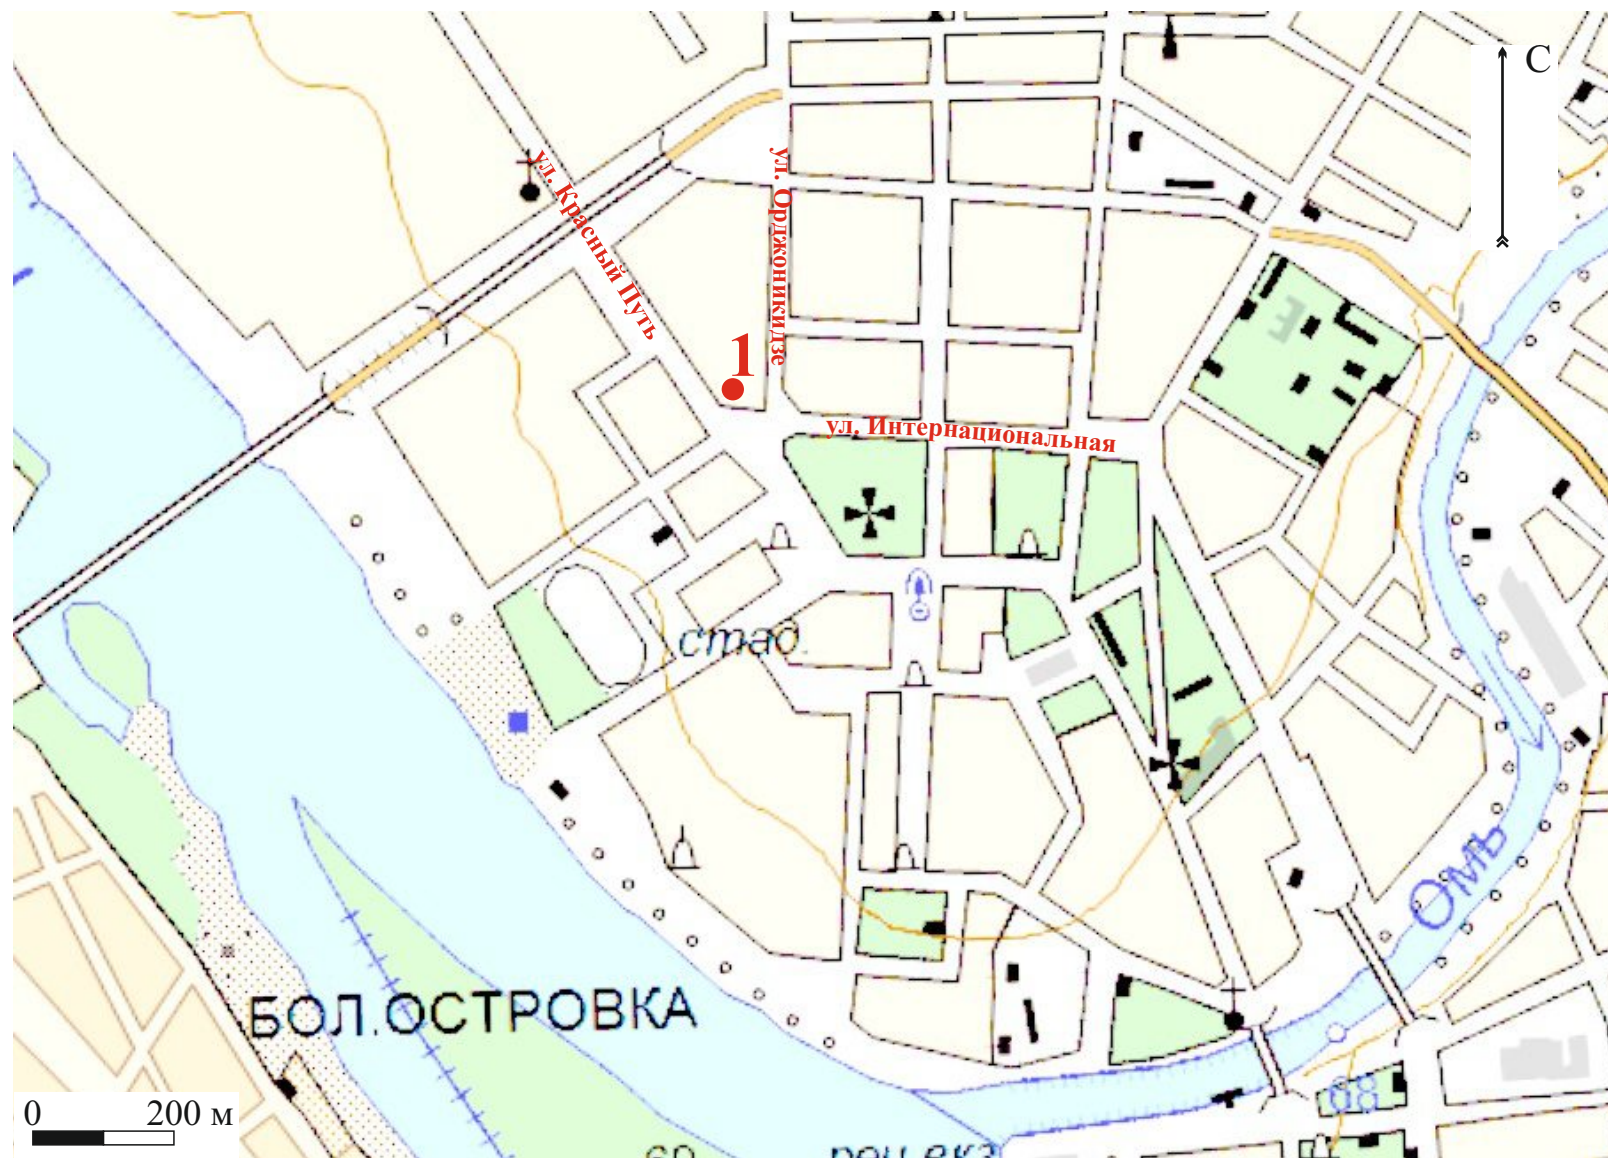 С
ул. Красный Путь
ул. Орджоникидзе
1
ул. Интернациональная
стад.
Омь
БОЛ.ОСТРОВКА
0 200 м